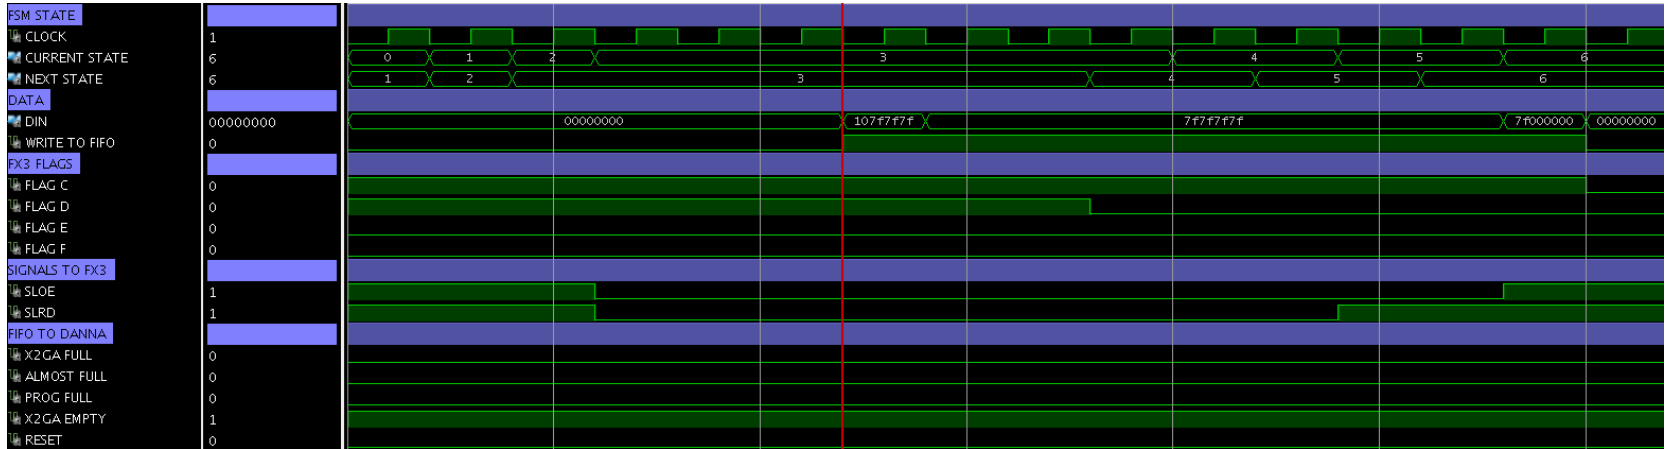 FSM STATE
CLOCK 1
CURRENT STATE 6 0 1 2 3 4 5 6
NEXT STATE 6 1 2 3 4 5 6
DATA
DIN 00000000 00000000 107f7f7f 7f7f7f7f 7f000000 00000000
WRITE TO FIFO 0
FX3 FLAGS
FLAG C 0
FLAG D 0
FLAG E 0
FLAG F 0
SIGNALS TO FX3
SLOE 1
SLRD 1
FIFO TO DANNA
X2GA FULL 0
ALMOST FULL 0
PROG FULL 0
X2GA EMPTY 1
RESET 0